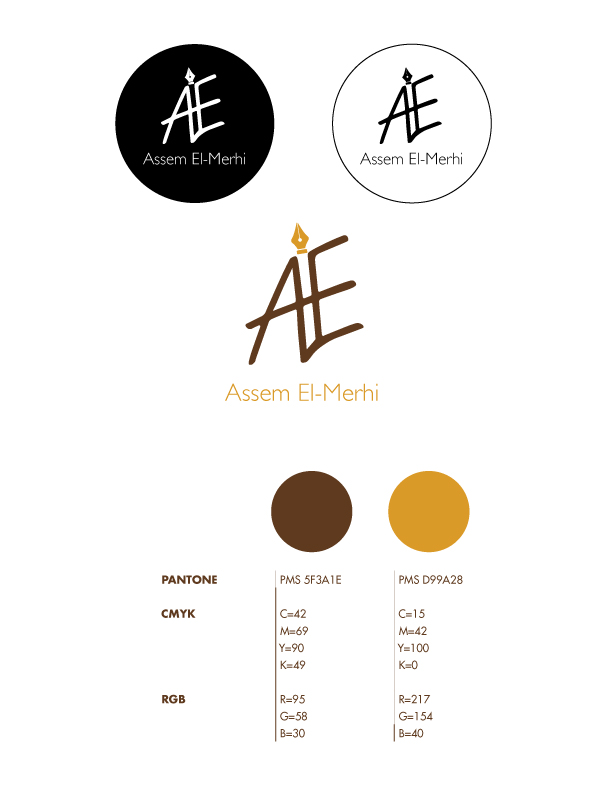 AE
Assem El-Merhi
AE
Assem El-Merhi
AE
Assem El-Merhi
PANTONE PMS 5F3A1E PMS D99A28
CMYK C=42 C=15
M=69 M=42
Y=90 Y=100
K=49 K=0
RGB R=95 R=217
G=58 G=154
B=30 B=40